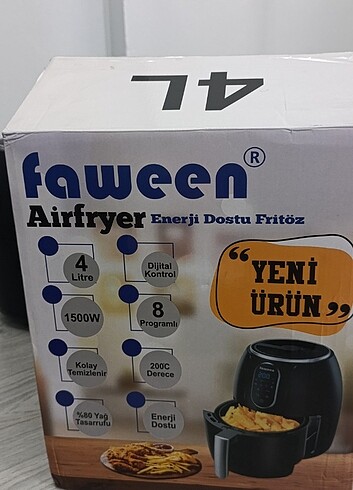 4L
faween®
Airfryer Enerji Dostu Fritöz
4
Litre
Dijital
Kontrol
1500W
8
Programlı
Kolay
Temizlenir
200C
Derece
%80 Yağ
Tasarrufu
Enerji
Dostu
“YENİ
ÜRÜN„